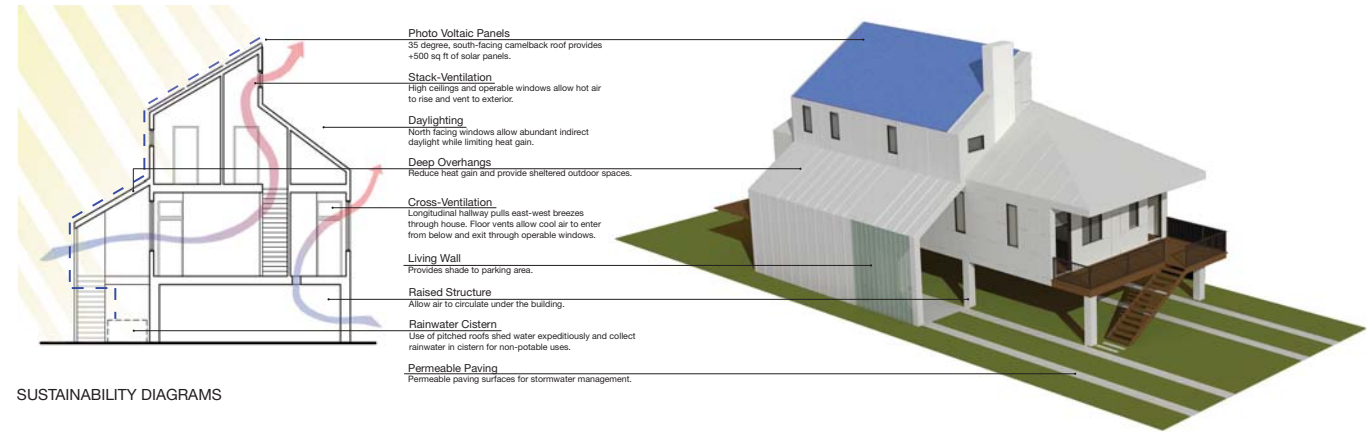 Photo Voltaic Panels
35 degree, south-facing camelback roof provides
+500 sq ft of solar panels.
Stack-Ventilation
High ceilings and operable windows allow hot air
to rise and vent to exterior.
Daylighting
North facing windows allow abundant indirect
daylight while limiting heat gain.
Deep Overhangs
Reduce heat gain and provide sheltered outdoor spaces.
Cross-Ventilation
Longitudinal hallway pulls east-west breezes
through house. Floor vents allow cool air to enter
from below and exit through operable windows.
Living Wall
Provides shade to parking area.
Raised Structure
Allow air to circulate under the building.
Rainwater Cistern
Use of pitched roofs shed water expeditiously and collect
rainwater in cistern for non-potable uses.
Permeable Paving
Permeable paving surfaces for stormwater management.
SUSTAINABILITY DIAGRAMS